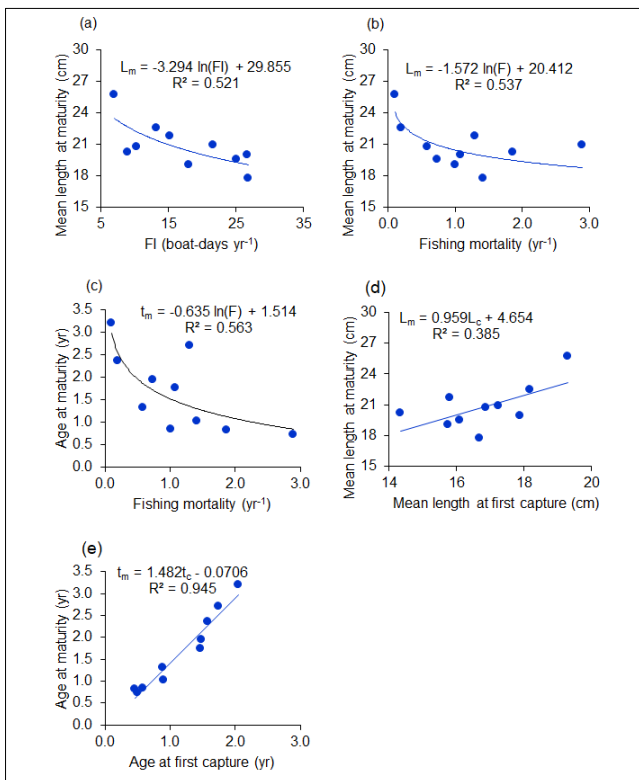 (a)
Mean length at maturity (cm)
30
27
24
21
18
15
Lₘ = -3.294 ln(FI) + 29.855
R² = 0.521
5 15 25 35
FI (boat-days yr⁻¹)
(b)
Mean length at maturity (cm)
30
27
24
21
18
15
Lₘ = -1.572 ln(F) + 20.412
R² = 0.537
0.0 1.0 2.0 3.0
Fishing mortality (yr⁻¹)
(c)
Age at maturity (yr)
3.5
3.0
2.5
2.0
1.5
1.0
0.5
0.0
tₘ = -0.635 ln(F) + 1.514
R² = 0.563
0.0 1.0 2.0 3.0
Fishing mortality (yr⁻¹)
(d)
Mean length at maturity (cm)
30
27
24
21
18
15
Lₘ = 0.959L꜀ + 4.654
R² = 0.385
14 16 18 20
Mean length at first capture (cm)
(e)
Age at maturity (yr)
3.5
3.0
2.5
2.0
1.5
1.0
0.5
0.0
tₘ = 1.482t꜀ - 0.0706
R² = 0.945
0.0 1.0 2.0 3.0
Age at first capture (yr)